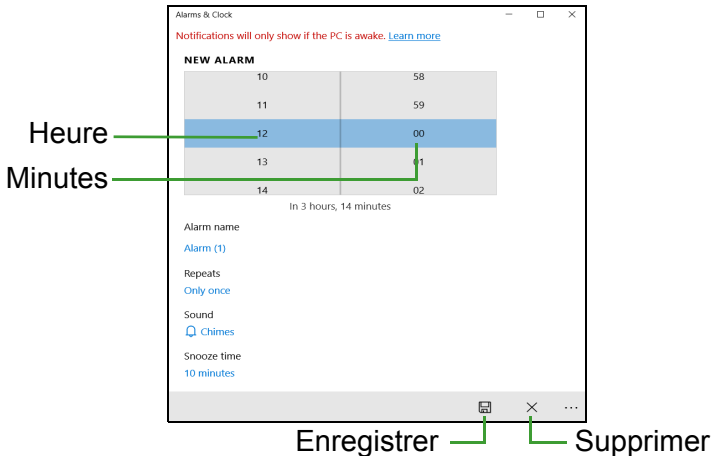 Alarms & Clock
Notifications will only show if the PC is awake. Learn more
NEW ALARM
10 58
11 59
Heure 12 00
13 01
Minutes
14 02
In 3 hours, 14 minutes
Alarm name
Alarm (1)
Repeats
Only once
Sound
Chimes
Snooze time
10 minutes
Enregistrer Supprimer